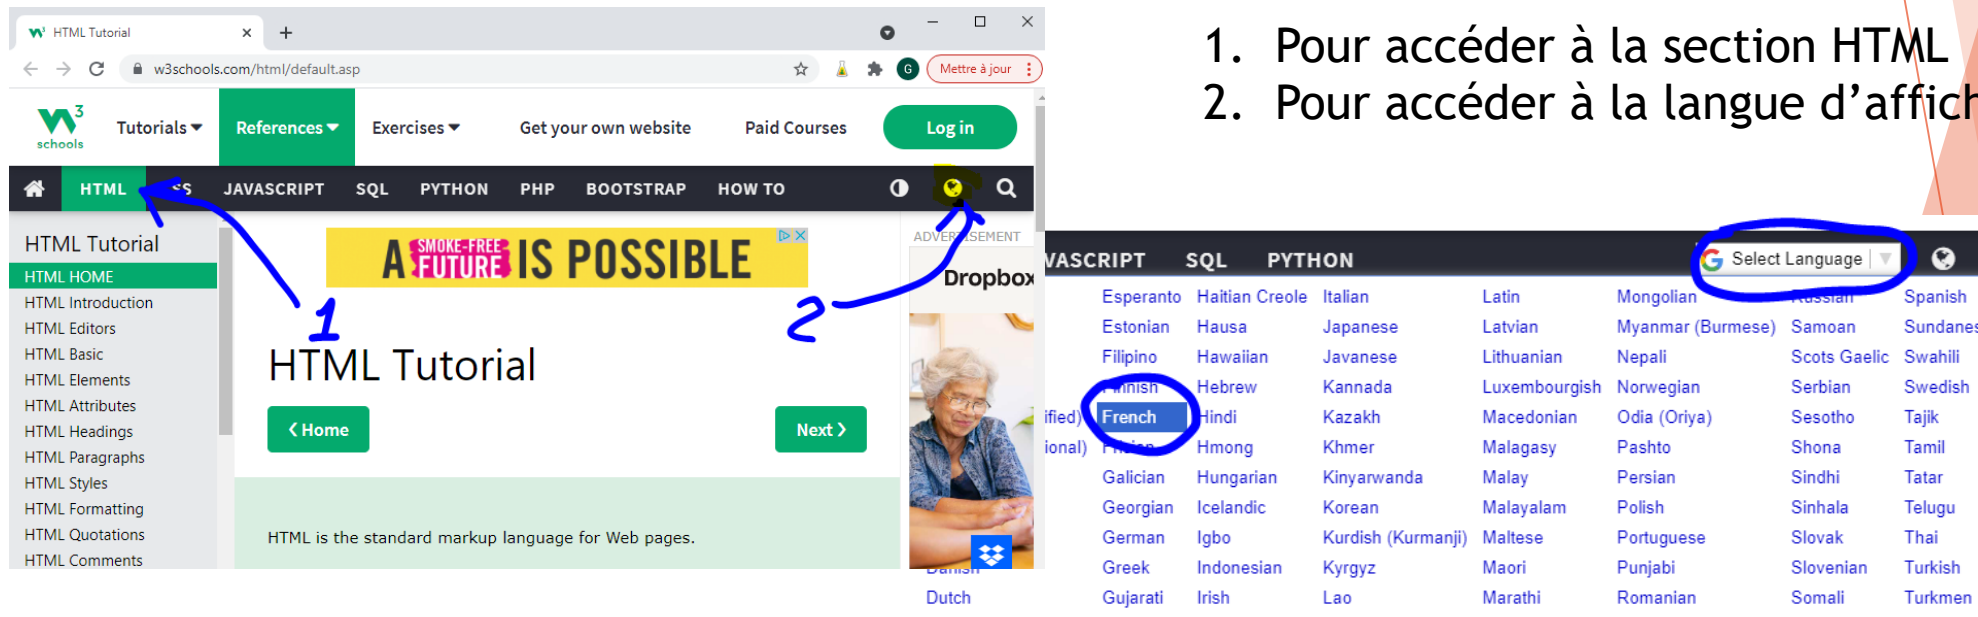 HTML Tutorial
w3schools.com/html/default.asp
G
Mettre à jour
W3
schools
Tutorials
References
Exercises
Get your own website
Paid Courses
Log in
HTML
SS
JAVASCRIPT
SQL
PYTHON
PHP
BOOTSTRAP
HOW TO
HTML Tutorial
HTML HOME
HTML Introduction
HTML Editors
HTML Basic
HTML Elements
HTML Attributes
HTML Headings
HTML Paragraphs
HTML Styles
HTML Formatting
HTML Quotations
HTML Comments
A SMOKE-FREE FUTURE IS POSSIBLE
ADVERTISEMENT
Dropbox
1
2
HTML Tutorial
❮ Home
Next ❯
HTML is the standard markup language for Web pages.
1. Pour accéder à la section HTML
2. Pour accéder à la langue d’affich
VASCRIPT SQL PYTHON
G Select Language
Esperanto Haitian Creole Italian Latin Mongolian Russian Spanish
Estonian Hausa Japanese Latvian Myanmar (Burmese) Samoan Sundanes
Filipino Hawaiian Javanese Lithuanian Nepali Scots Gaelic Swahili
Finnish Hebrew Kannada Luxembourgish Norwegian Serbian Swedish
ified) French Hindi Kazakh Macedonian Odia (Oriya) Sesotho Tajik
ional) Frisian Hmong Khmer Malagasy Pashto Shona Tamil
Galician Hungarian Kinyarwanda Malay Persian Sindhi Tatar
Georgian Icelandic Korean Malayalam Polish Sinhala Telugu
German Igbo Kurdish (Kurmanji) Maltese Portuguese Slovak Thai
Danish Greek Indonesian Kyrgyz Maori Punjabi Slovenian Turkish
Dutch Gujarati Irish Lao Marathi Romanian Somali Turkmen